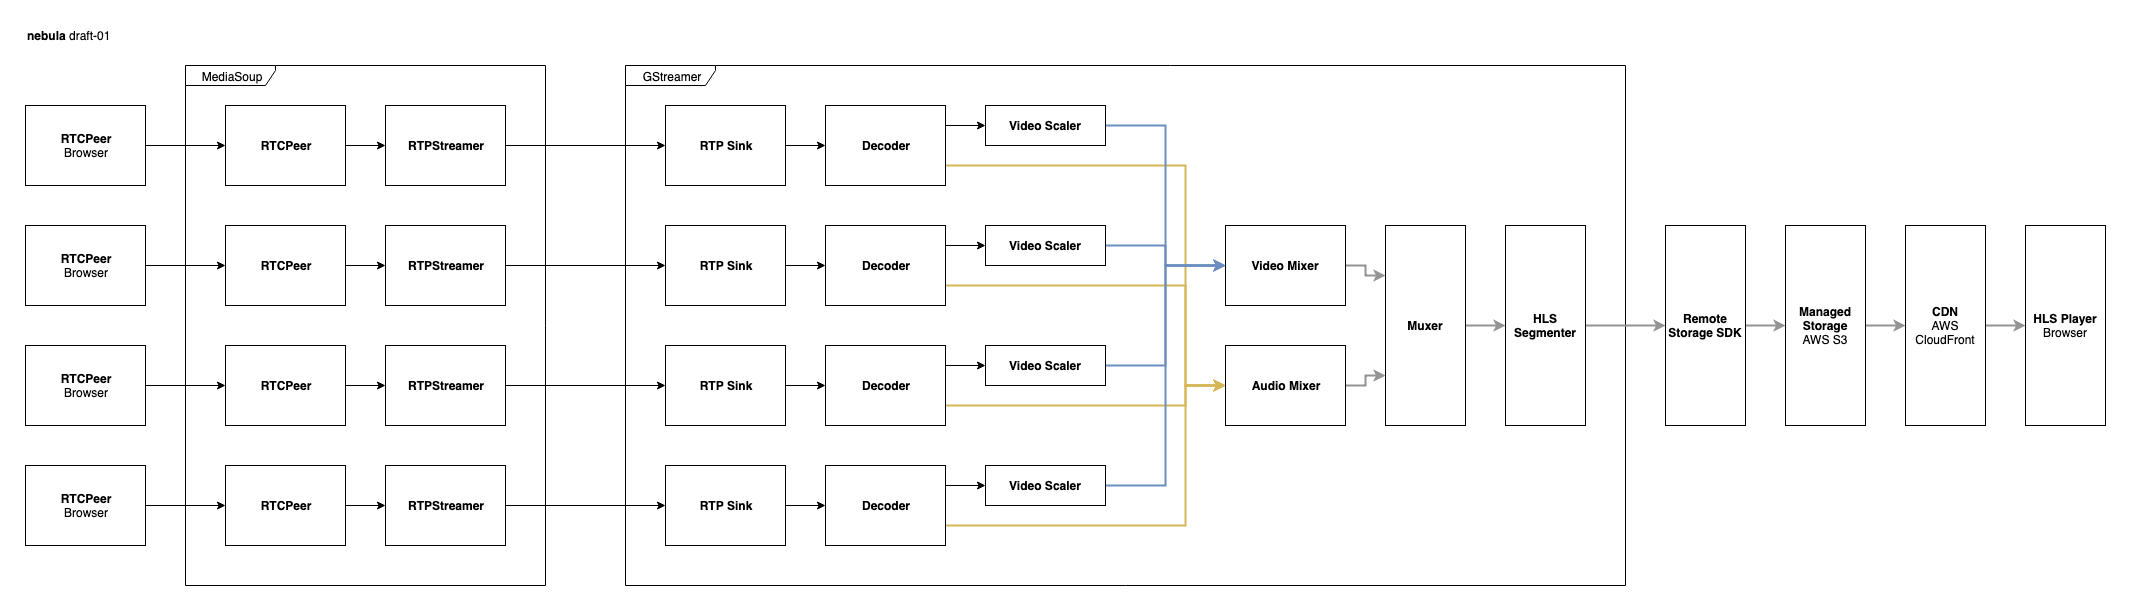 nebula draft-01
MediaSoup
GStreamer
RTCPeer
Browser
RTCPeer
RTPStreamer
RTP Sink
Decoder
Video Scaler
RTCPeer
Browser
RTCPeer
RTPStreamer
RTP Sink
Decoder
Video Scaler
RTCPeer
Browser
RTCPeer
RTPStreamer
RTP Sink
Decoder
Video Scaler
RTCPeer
Browser
RTCPeer
RTPStreamer
RTP Sink
Decoder
Video Scaler
Video Mixer
Audio Mixer
Muxer
HLS
Segmenter
Remote
Storage SDK
Managed
Storage
AWS S3
CDN
AWS
CloudFront
HLS Player
Browser